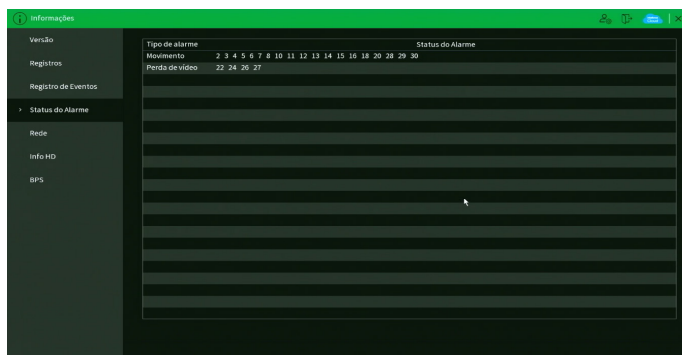 Informações
Versão
Registros
Registro de Eventos
> Status do Alarme
Rede
Info HD
BPS
Tipo de alarme Status do Alarme
Movimento 2 3 4 5 6 7 8 10 11 12 13 14 15 16 18 20 28 29 30
Perda de vídeo 22 24 26 27